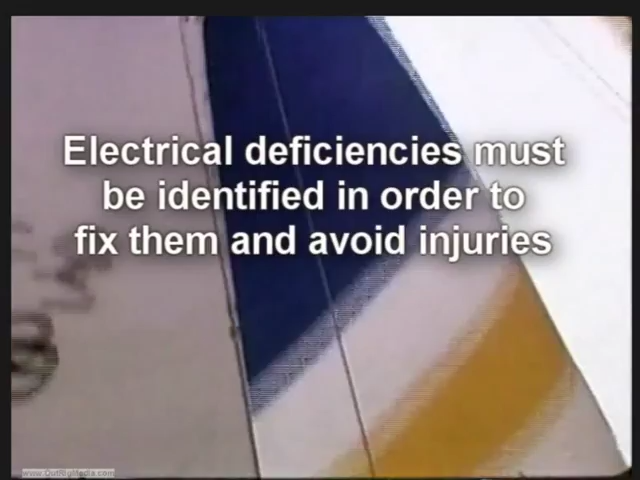 Electrical deficiencies must
be identified in order to
fix them and avoid injuries